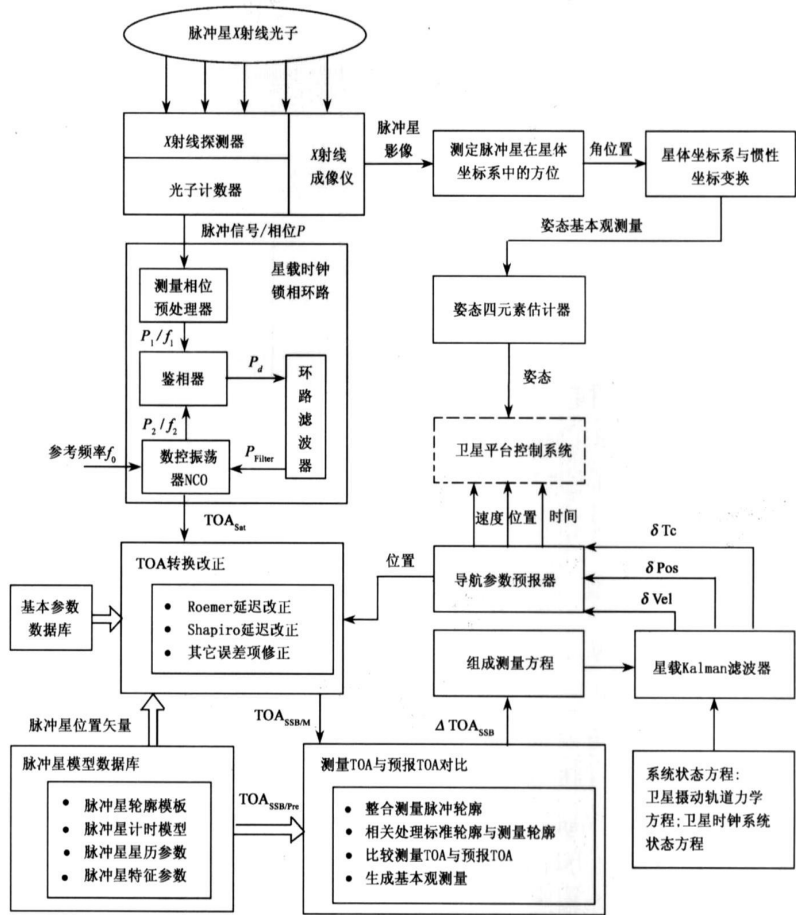 脉冲星X射线光子
X射线探测器
光子计数器
X射线
成像仪
脉冲星
影像
测定脉冲星在星体
坐标系中的方位
角位置
星体坐标系与惯性
坐标变换
脉冲信号/相位P
姿态基本观测量
星载时钟
锁相环路
测量相位
预处理器
姿态四元素估计器
P₁/f₁
鉴相器
P_d
环
路
滤
波
器
姿态
P₂/f₂
参考频率f₀
数控振荡
器NCO
P_Filter
卫星平台控制系统
TOA_Sat
速度 位置 时间
TOA转换改正
位置
导航参数预报器
δ Tc
δ Pos
δ Vel
基本参数
数据库
• Roemer延迟改正
• Shapiro延迟改正
• 其它误差项修正
组成测量方程
星载Kalman滤波器
脉冲星位置矢量
TOA_SSB/M
Δ TOA_SSB
脉冲星模型数据库
• 脉冲星轮廓模板
• 脉冲星计时模型
• 脉冲星星历参数
• 脉冲星特征参数
TOA_SSB/Pre
测量TOA与预报TOA对比
• 整合测量脉冲轮廓
• 相关处理标准轮廓与测量轮廓
• 比较测量TOA与预报TOA
• 生成基本观测量
系统状态方程:
卫星摄动轨道力学
方程;卫星时钟系统
状态方程